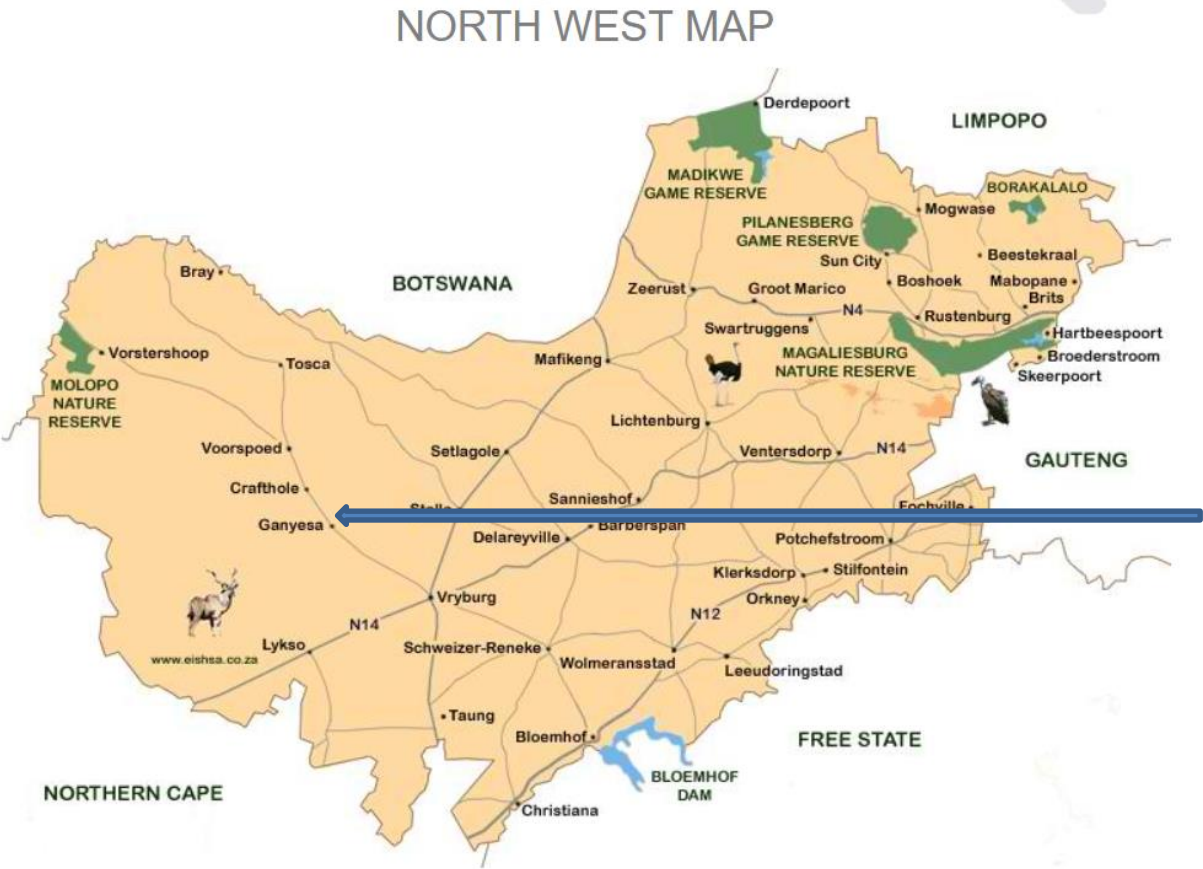 NORTH WEST MAP
Derdepoort
LIMPOPO
MADIKWE
GAME RESERVE
BORAKALALO
Mogwase
PILANESBERG
GAME RESERVE
Sun City
Beestekraal
Bray
BOTSWANA
Zeerust
Groot Marico
Boshoek
Mabopane
Brits
N4
Rustenburg
Swartruggens
Hartbeespoort
Vorstershoop
Tosca
Mafikeng
MAGALIESBURG
NATURE RESERVE
Broederstroom
Skeerpoort
MOLOPO
NATURE
RESERVE
Lichtenburg
Voorspoed
Setlagole
Ventersdorp
N14
GAUTENG
Crafthole
Sannieshof
Fochville
Ganyesa
Barberspan
Delareyville
Potchefstroom
Klerksdorp
Stilfontein
Vryburg
Orkney
N14
N12
Lykso
www.eishsa.co.za
Schweizer-Reneke
Wolmeransstad
Leeudoringstad
Taung
Bloemhof
FREE STATE
BLOEMHOF
DAM
NORTHERN CAPE
Christiana